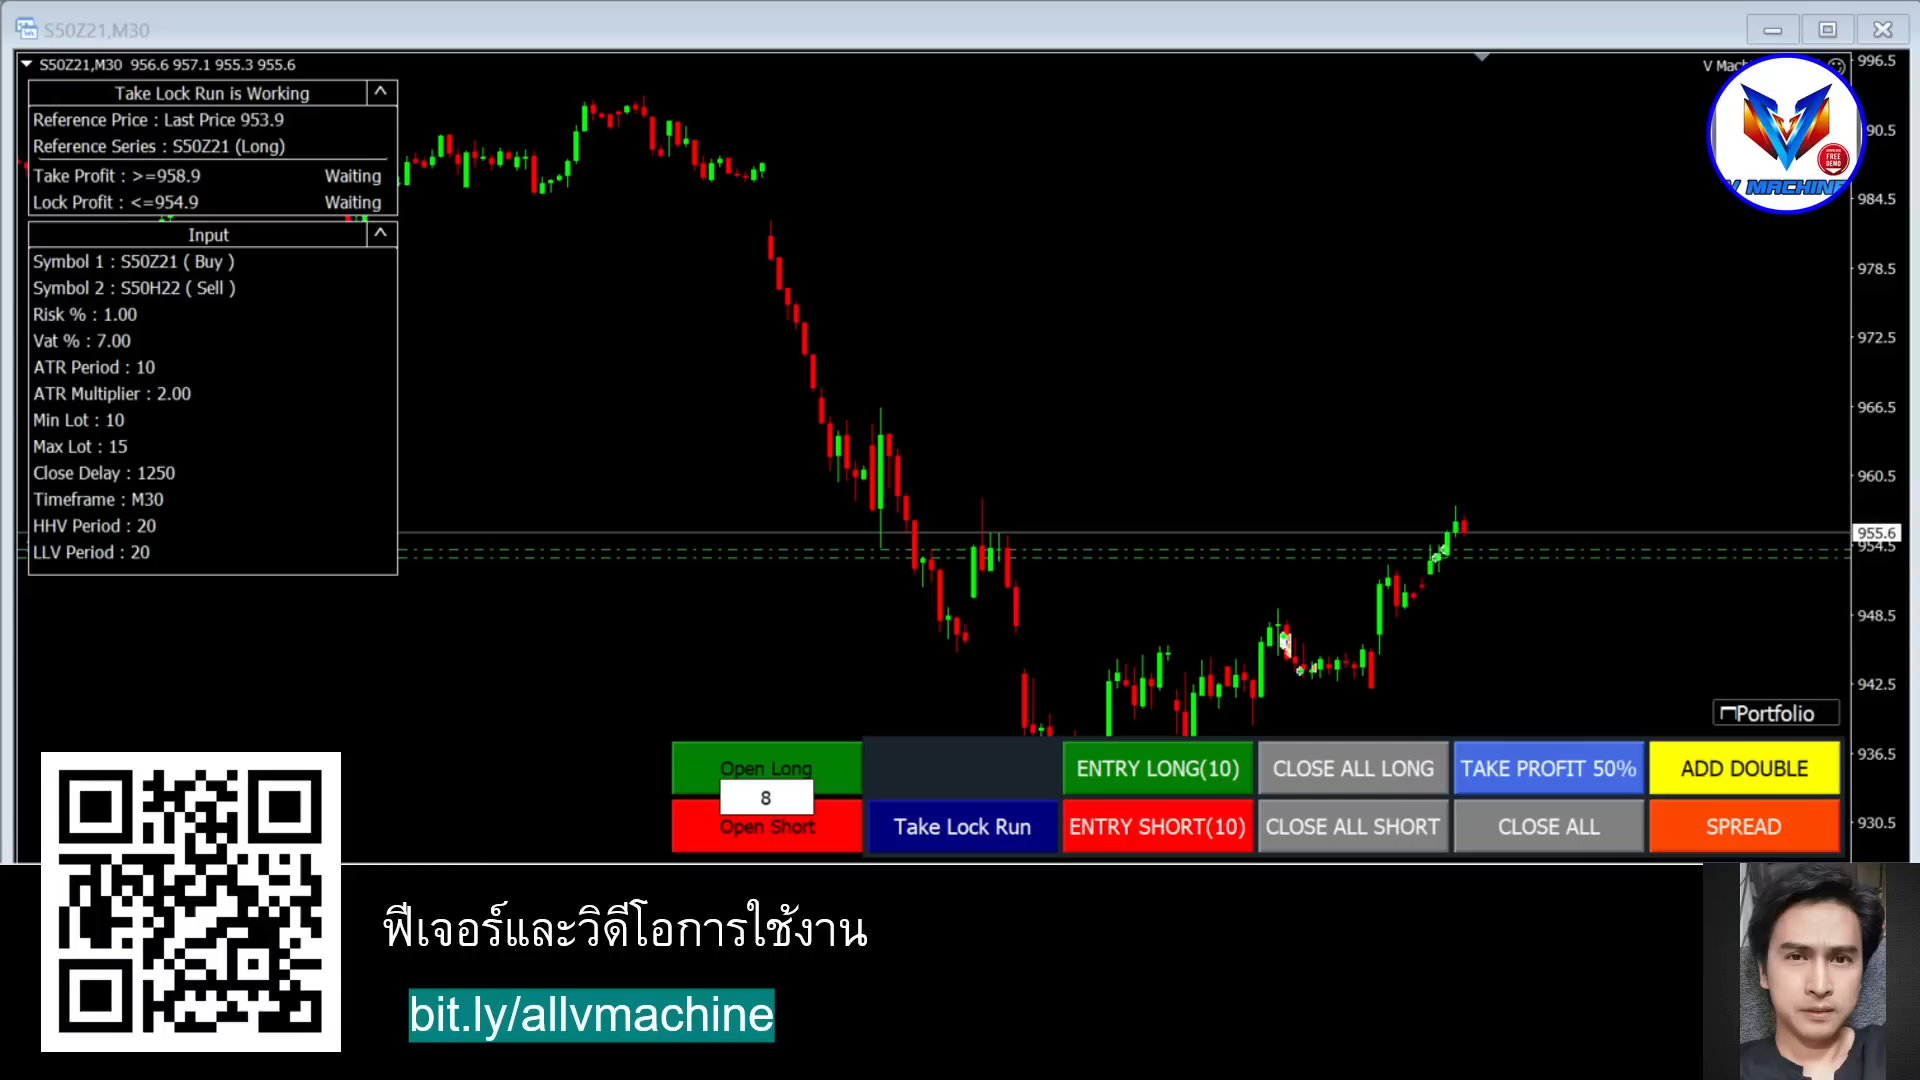 S50Z21,M30
S50Z21,M30 956.6 957.1 955.3 955.6
V Mac
Take Lock Run is Working
Reference Price : Last Price 953.9
Reference Series : S50Z21 (Long)
Take Profit : >=958.9 Waiting
Lock Profit : <=954.9 Waiting
Input
Symbol 1 : S50Z21 ( Buy )
Symbol 2 : S50H22 ( Sell )
Risk % : 1.00
Vat % : 7.00
ATR Period : 10
ATR Multiplier : 2.00
Min Lot : 10
Max Lot : 15
Close Delay : 1250
Timeframe : M30
HHV Period : 20
LLV Period : 20
FREE
DEMO
V MACHINE
996.5
90.5
984.5
978.5
972.5
966.5
960.5
955.6
954.5
948.5
942.5
936.5
930.5
Portfolio
Open Long
8
Open Short
Take Lock Run
ENTRY LONG(10)
CLOSE ALL LONG
TAKE PROFIT 50%
ADD DOUBLE
ENTRY SHORT(10)
CLOSE ALL SHORT
CLOSE ALL
SPREAD
ฟีเจอร์และวิดีโอการใช้งาน
bit.ly/allvmachine